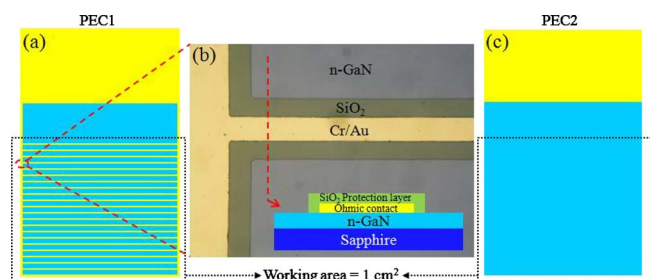 PEC1
PEC2
(a)
(b)
(c)
n-GaN
SiO2
Cr/Au
SiO2 Protection layer
Ohmic contact
n-GaN
Sapphire
Working area = 1 cm²